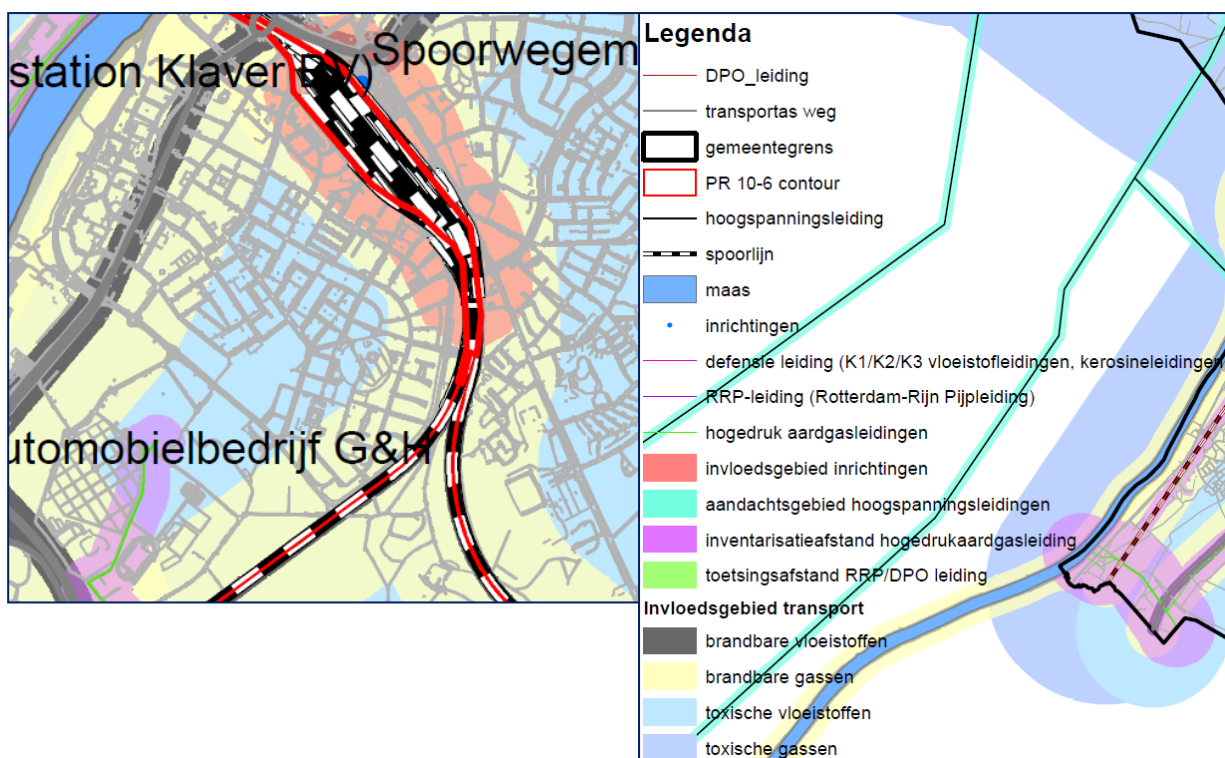 station Klaver BV)
Spoorwegem
utomobielbedrijf G&H
Legenda
DPO_leiding
transportas weg
gemeentegrens
PR 10-6 contour
hoogspanningsleiding
spoorlijn
maas
inrichtingen
defensie leiding (K1/K2/K3 vloeistofleidingen, kerosineleidingen
RRP-leiding (Rotterdam-Rijn Pijpleiding)
hogedruk aardgasleidingen
invloedsgebied inrichtingen
aandachtsgebied hoogspanningsleidingen
inventarisatieafstand hogedrukaardgasleiding
toetsingsafstand RRP/DPO leiding
Invloedsgebied transport
brandbare vloeistoffen
brandbare gassen
toxische vloeistoffen
toxische gassen